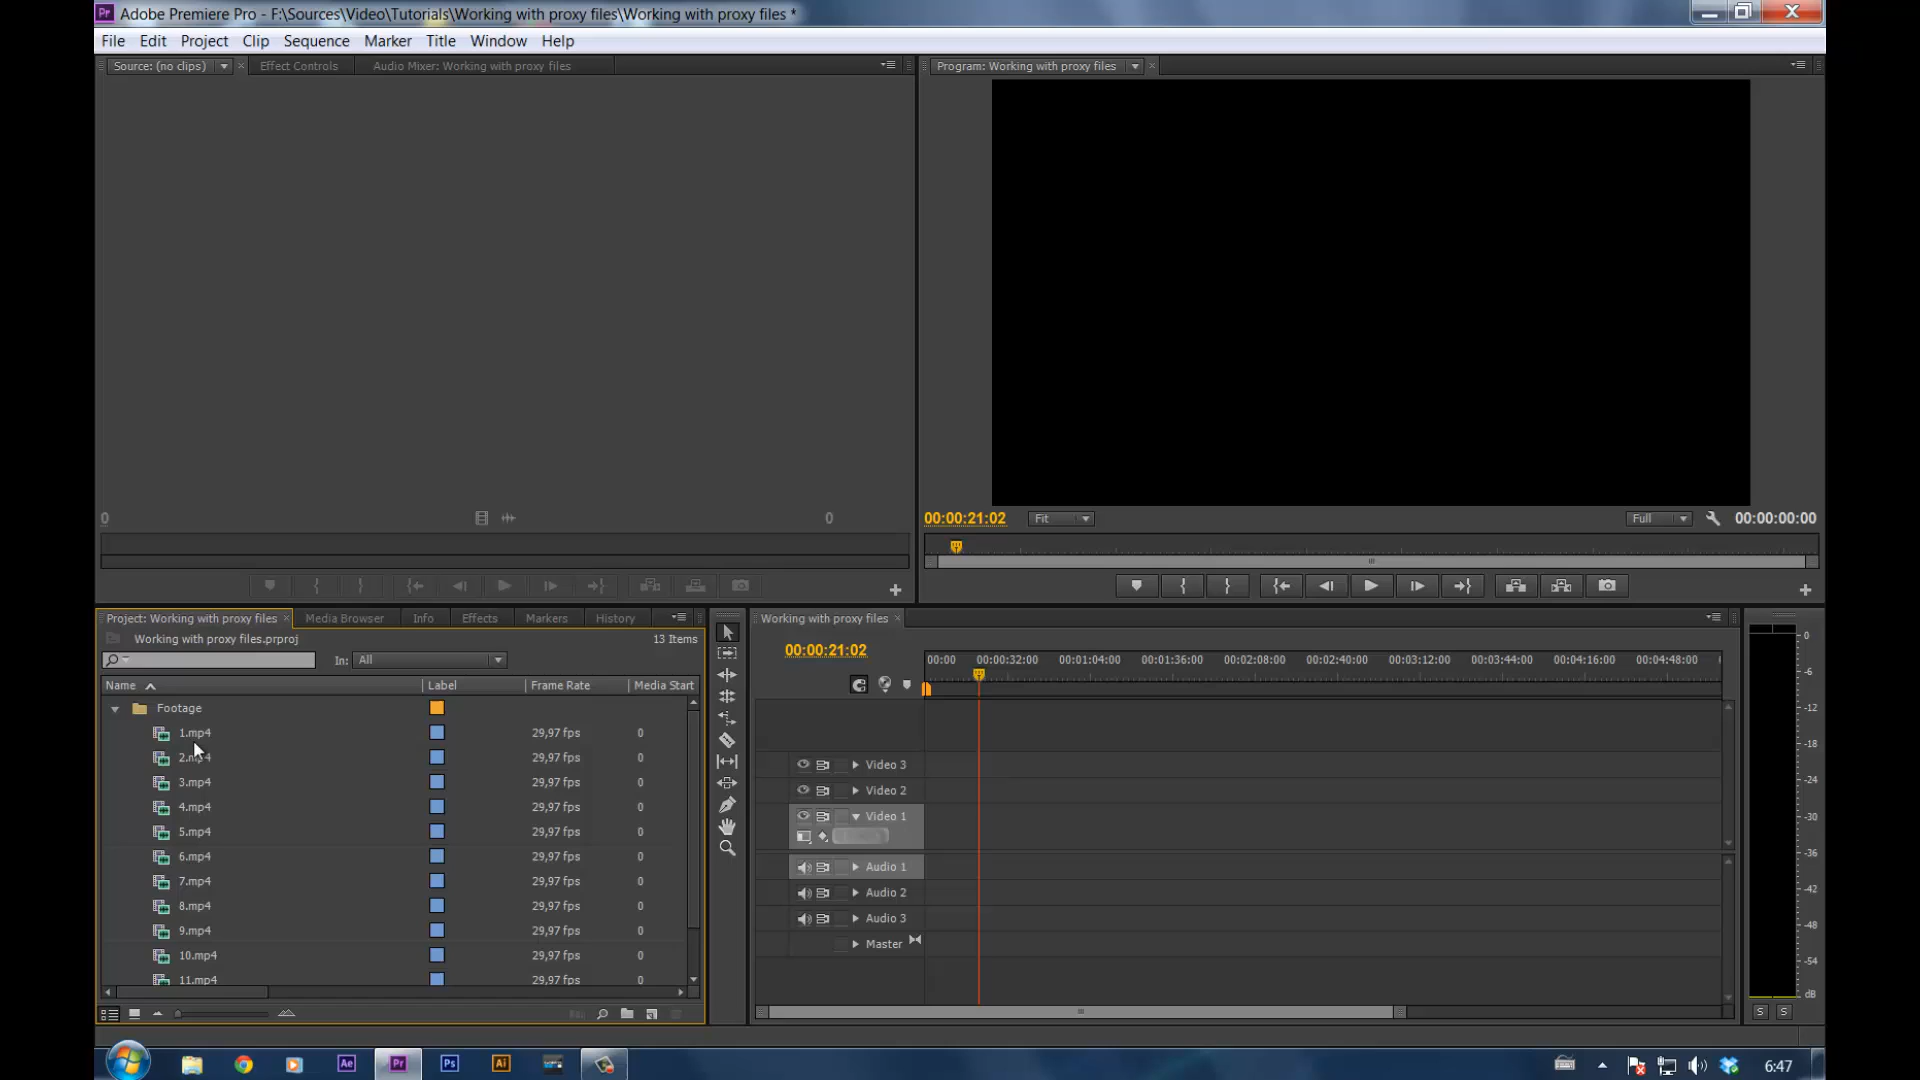 Pr Adobe Premiere Pro - F:\Sources\Video\Tutorials\Working with proxy files\Working with proxy files *
File Edit Project Clip Sequence Marker Title Window Help
Source: (no clips) Effect Controls Audio Mixer: Working with proxy files
Program: Working with proxy files
0 0
00:00:21:02 Fit Full 00:00:00:00
Project: Working with proxy files Media Browser Info Effects Markers History
Working with proxy files.prproj 13 Items
In: All
Name Label Frame Rate Media Start
Footage
1.mp4 29,97 fps 0
2.mp4 29,97 fps 0
3.mp4 29,97 fps 0
4.mp4 29,97 fps 0
5.mp4 29,97 fps 0
6.mp4 29,97 fps 0
7.mp4 29,97 fps 0
8.mp4 29,97 fps 0
9.mp4 29,97 fps 0
10.mp4 29,97 fps 0
11.mp4 29,97 fps 0
Working with proxy files
00:00:21:02
00:00 00:00:32:00 00:01:04:00 00:01:36:00 00:02:08:00 00:02:40:00 00:03:12:00 00:03:44:00 00:04:16:00 00:04:48:00
Video 3
Video 2
Video 1
Audio 1
Audio 2
Audio 3
Master
0
-6
-12
-18
-24
-30
-36
-42
-48
-54
dB
S S
Ae Pr Ps Ai
6:47